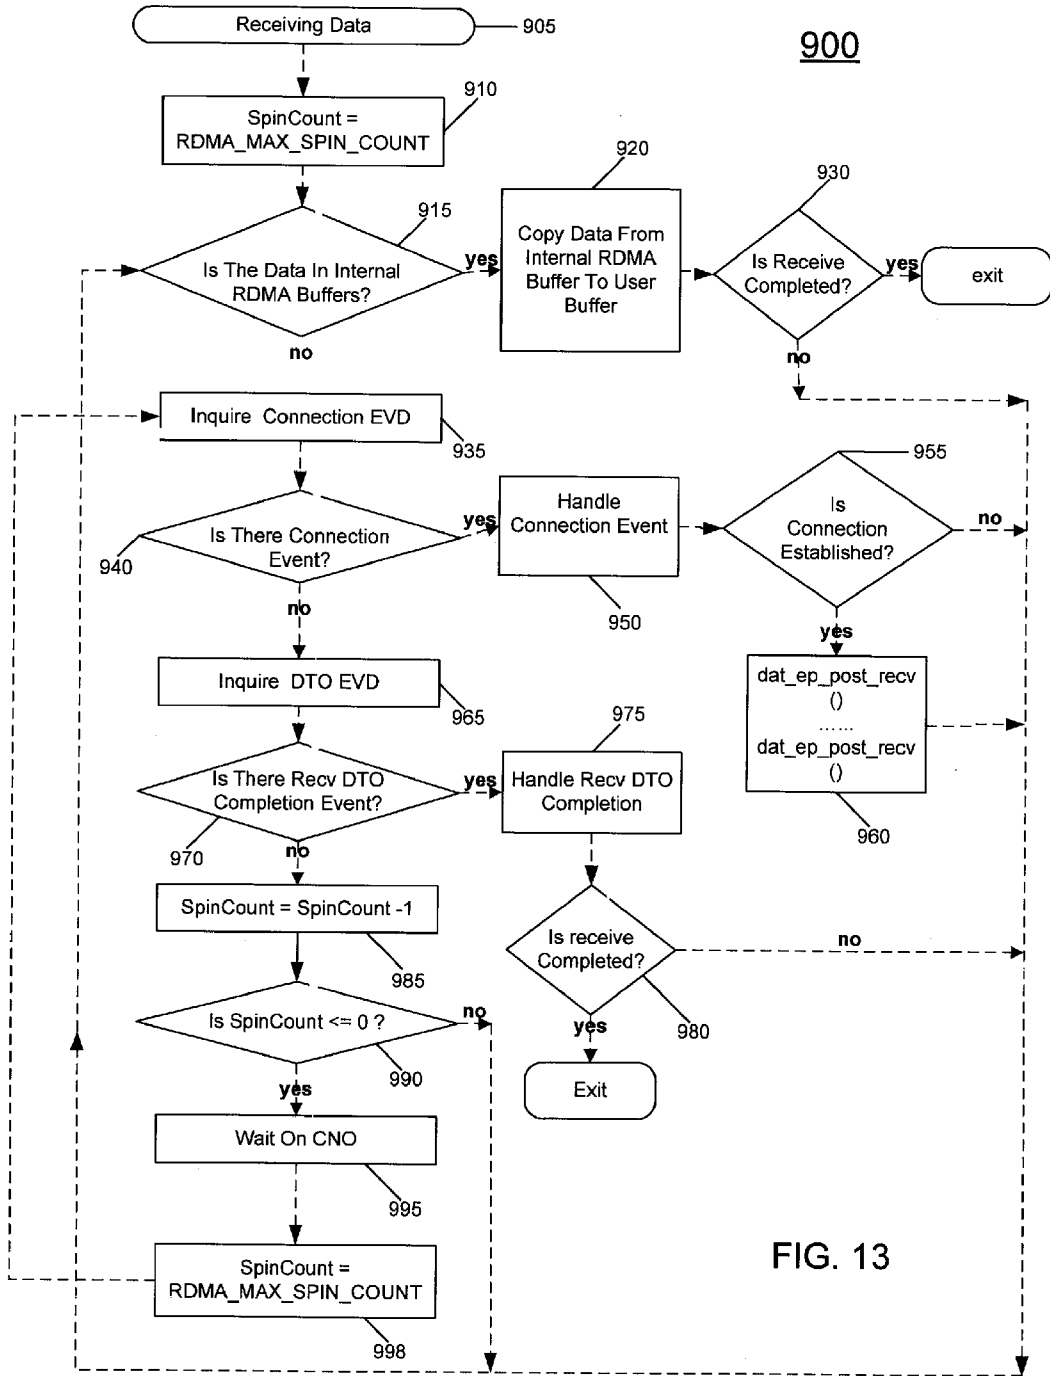 Receiving Data
905
900
910
SpinCount =
RDMA_MAX_SPIN_COUNT
920
930
915
Is The Data In Internal
RDMA Buffers?
yes
Copy Data From
Internal RDMA
Buffer To User
Buffer
Is Receive
Completed?
yes
exit
no
no
Inquire Connection EVD
935
955
Is There Connection
Event?
940
yes
Handle
Connection Event
950
Is
Connection
Established?
no
no
yes
Inquire DTO EVD
965
dat_ep_post_recv
()
......
dat_ep_post_recv
()
960
975
Is There Recv DTO
Completion Event?
970
yes
Handle Recv DTO
Completion
no
SpinCount = SpinCount -1
985
Is receive
Completed?
no
980
Is SpinCount <= 0 ?
no
990
yes
yes
Exit
Wait On CNO
995
SpinCount =
RDMA_MAX_SPIN_COUNT
998
FIG. 13